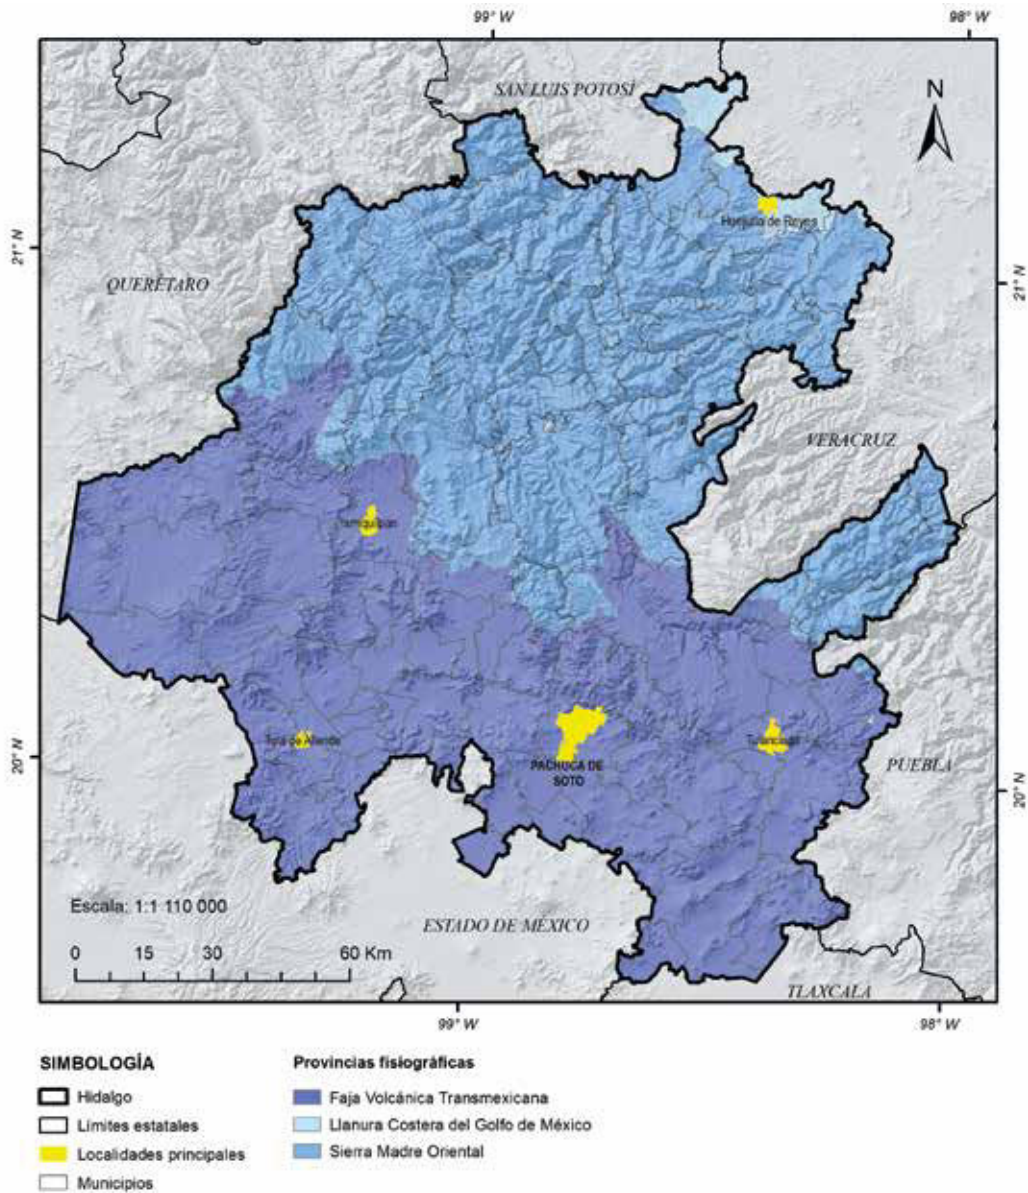 99° W
98° W
SAN LUIS POTOSÍ
N
Huejutla de Reyes
21° N
21° N
QUERÉTARO
VERACRUZ
Ixmiquilpan
Tula de Allende
Tulancingo
20° N
PACHUCA DE
SOTO
PUEBLA
20° N
Escala: 1:1 110 000
ESTADO DE MÉXICO
0 15 30 60 Km
TLAXCALA
99° W
98° W
SIMBOLOGÍA
Provincias fisiográficas
Hidalgo
Faja Volcánica Transmexicana
Límites estatales
Llanura Costera del Golfo de México
Localidades principales
Sierra Madre Oriental
Municipios